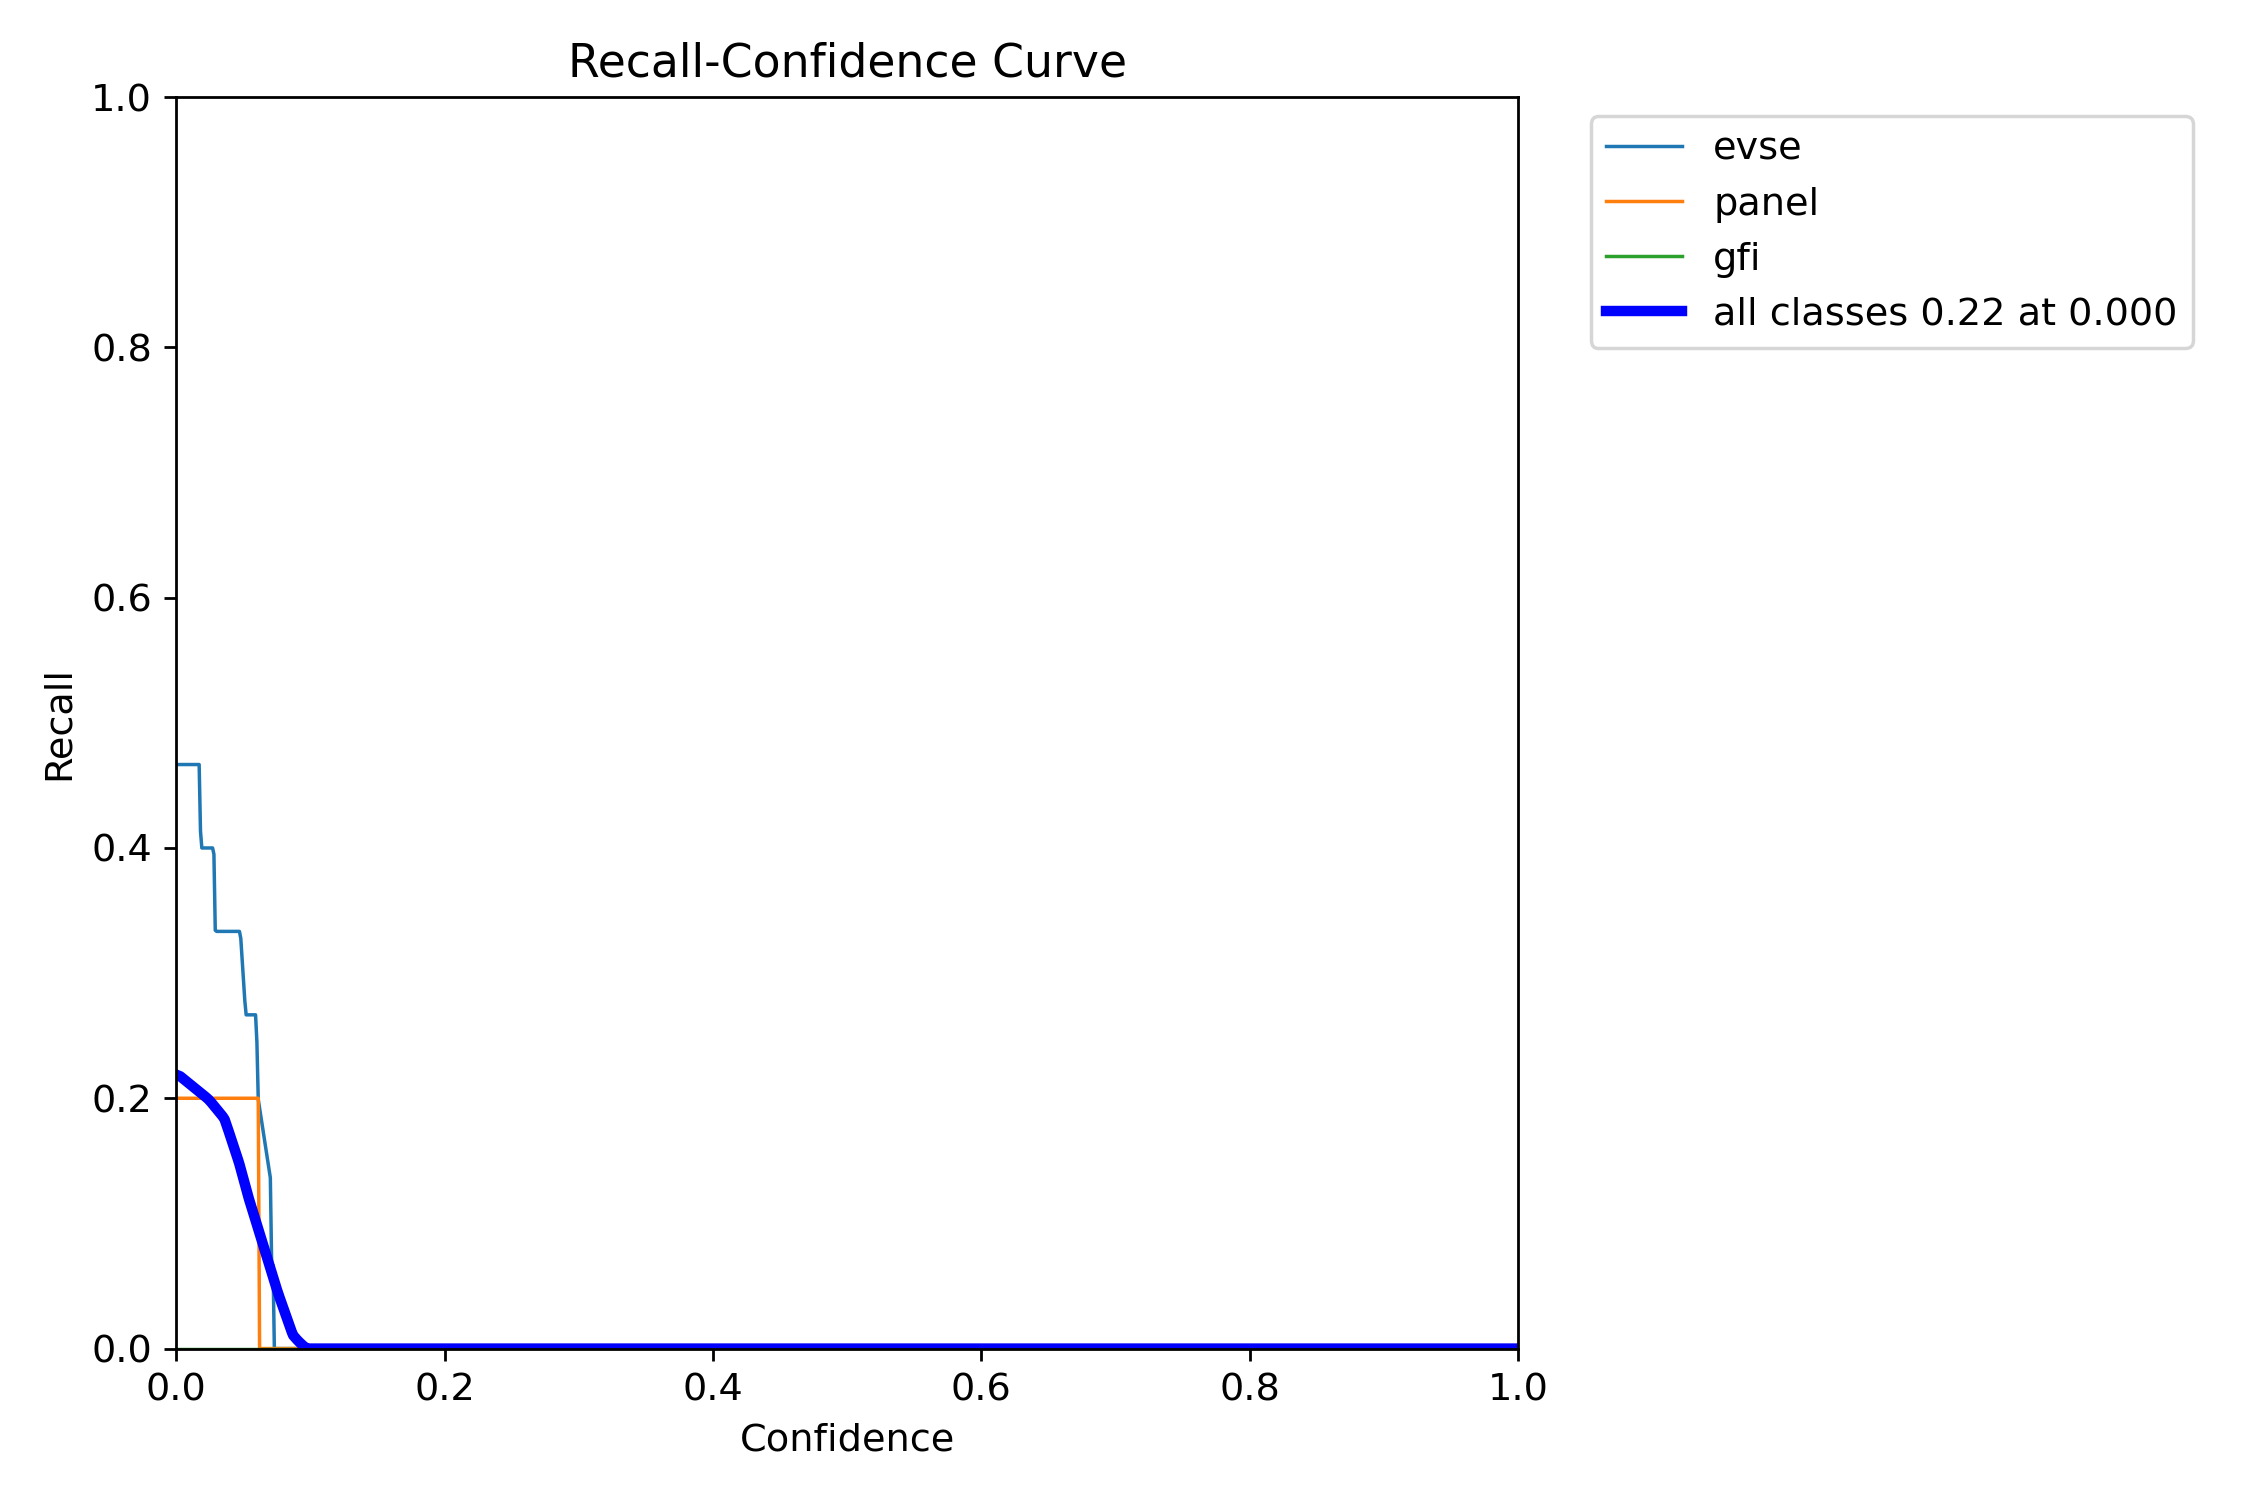 Recall-Confidence Curve
1.0
0.8
0.6
0.4
0.2
0.0
Recall
0.0 0.2 0.4 0.6 0.8 1.0
Confidence
evse
panel
gfi
all classes 0.22 at 0.000